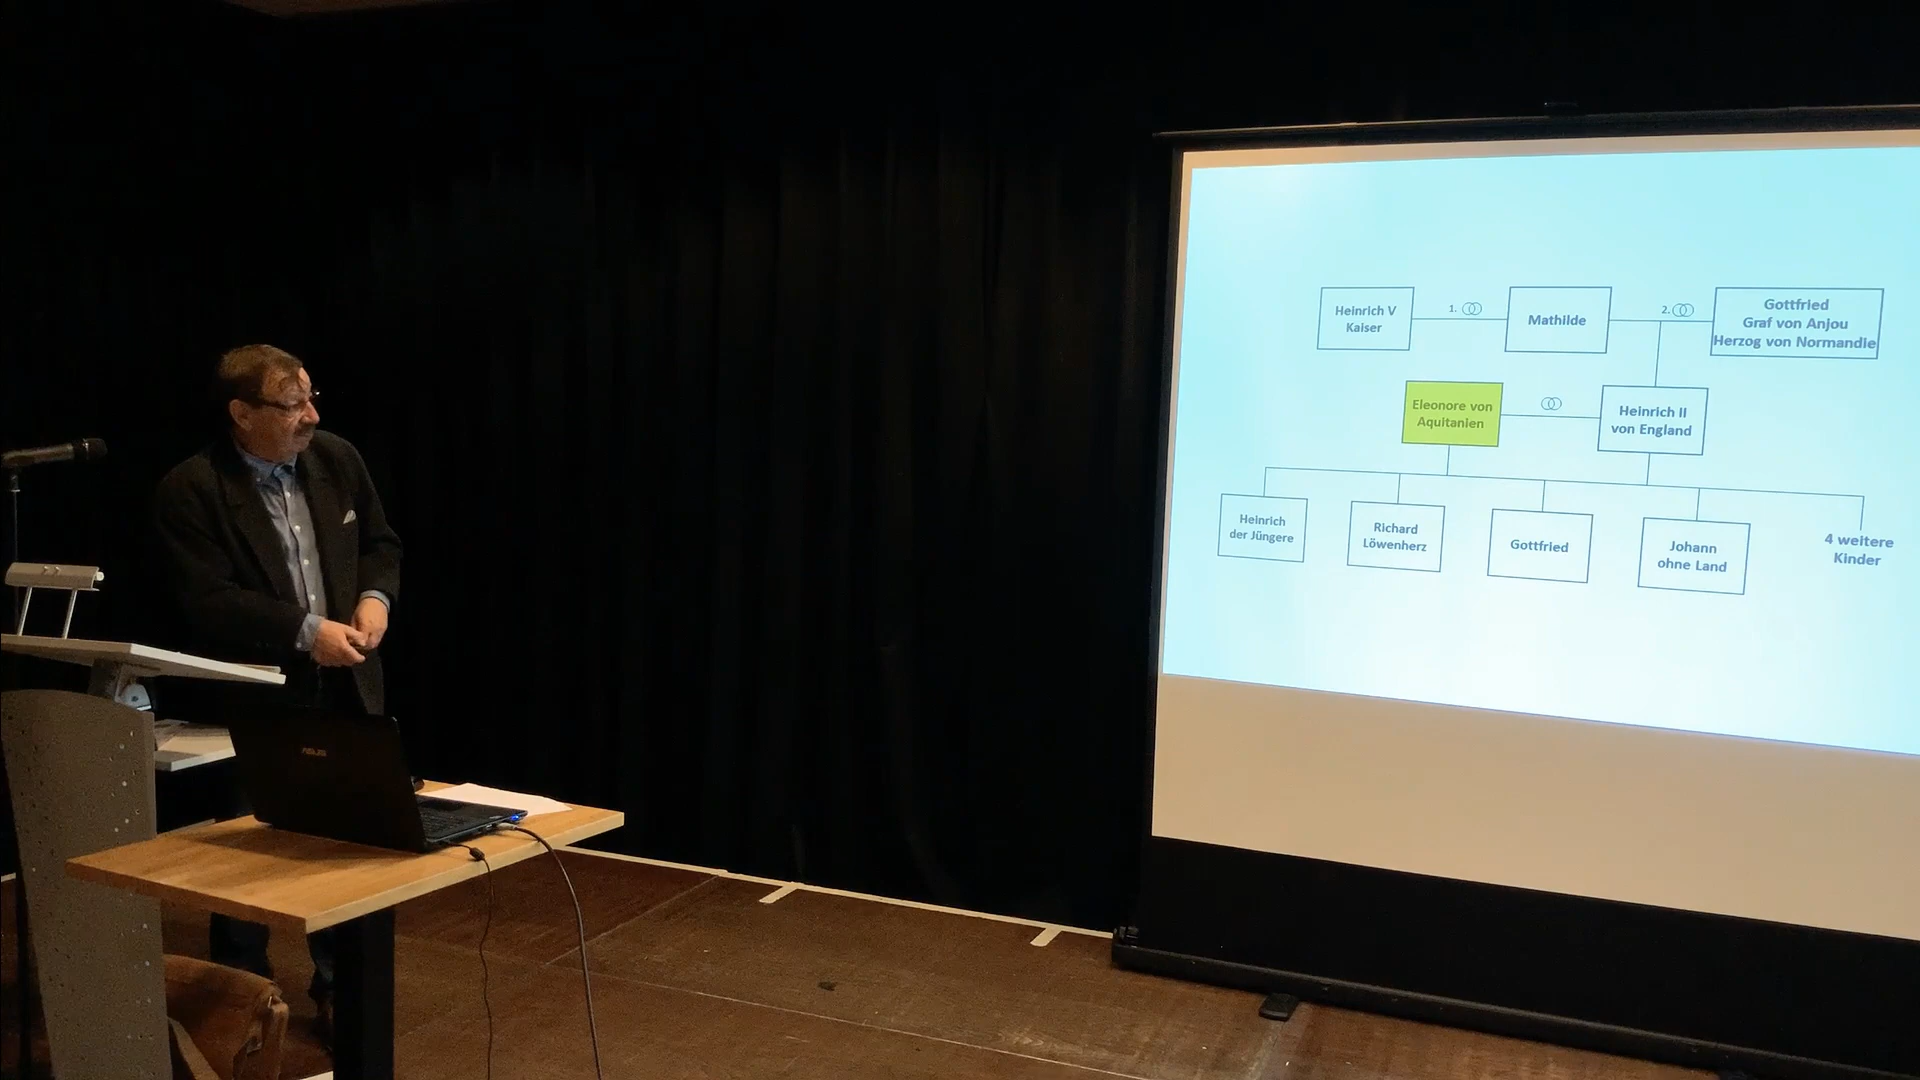 Heinrich V
Kaiser
1.
Mathilde
2.
Gottfried
Graf von Anjou
Herzog von Normandie
Eleonore von
Aquitanien
Heinrich II
von England
Heinrich
der Jüngere
Richard
Löwenherz
Gottfried
Johann
ohne Land
4 weitere
Kinder
ASUS